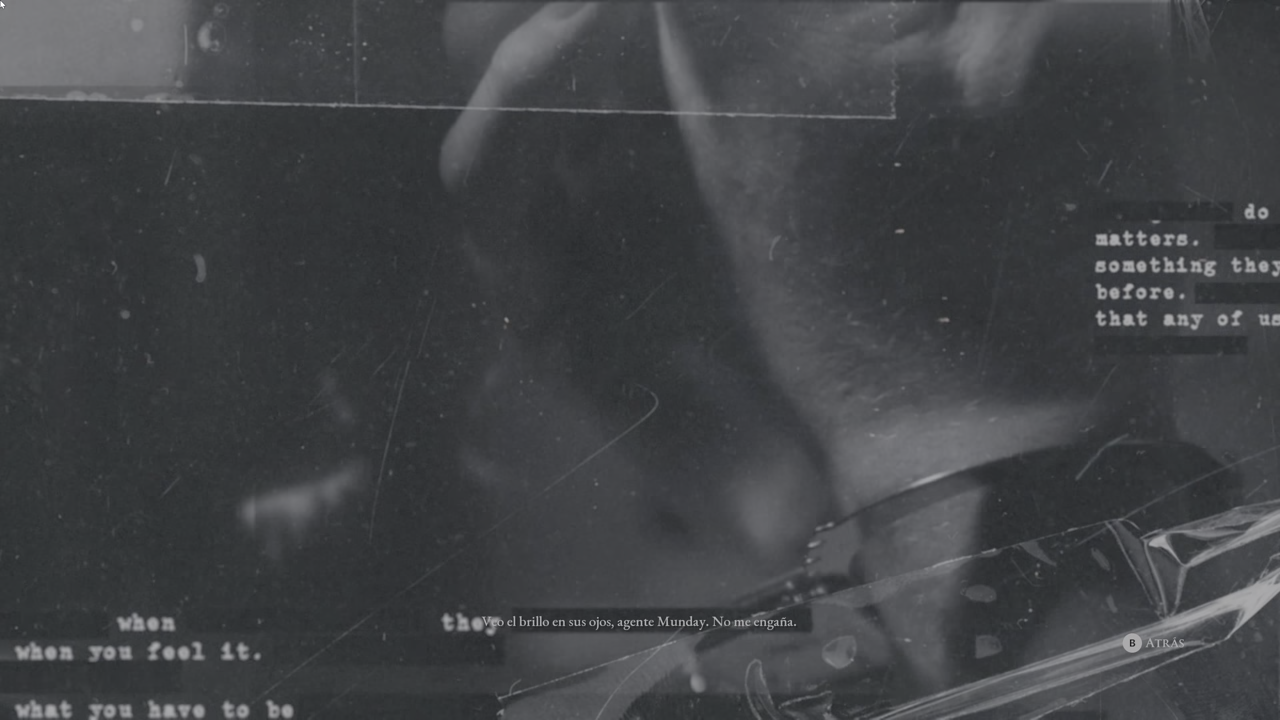 do
matters.
something they
before.
that any of us
when they
when you feel it.
what you have to be
Veo el brillo en sus ojos, agente Munday. No me engaña.
B ATRÁS